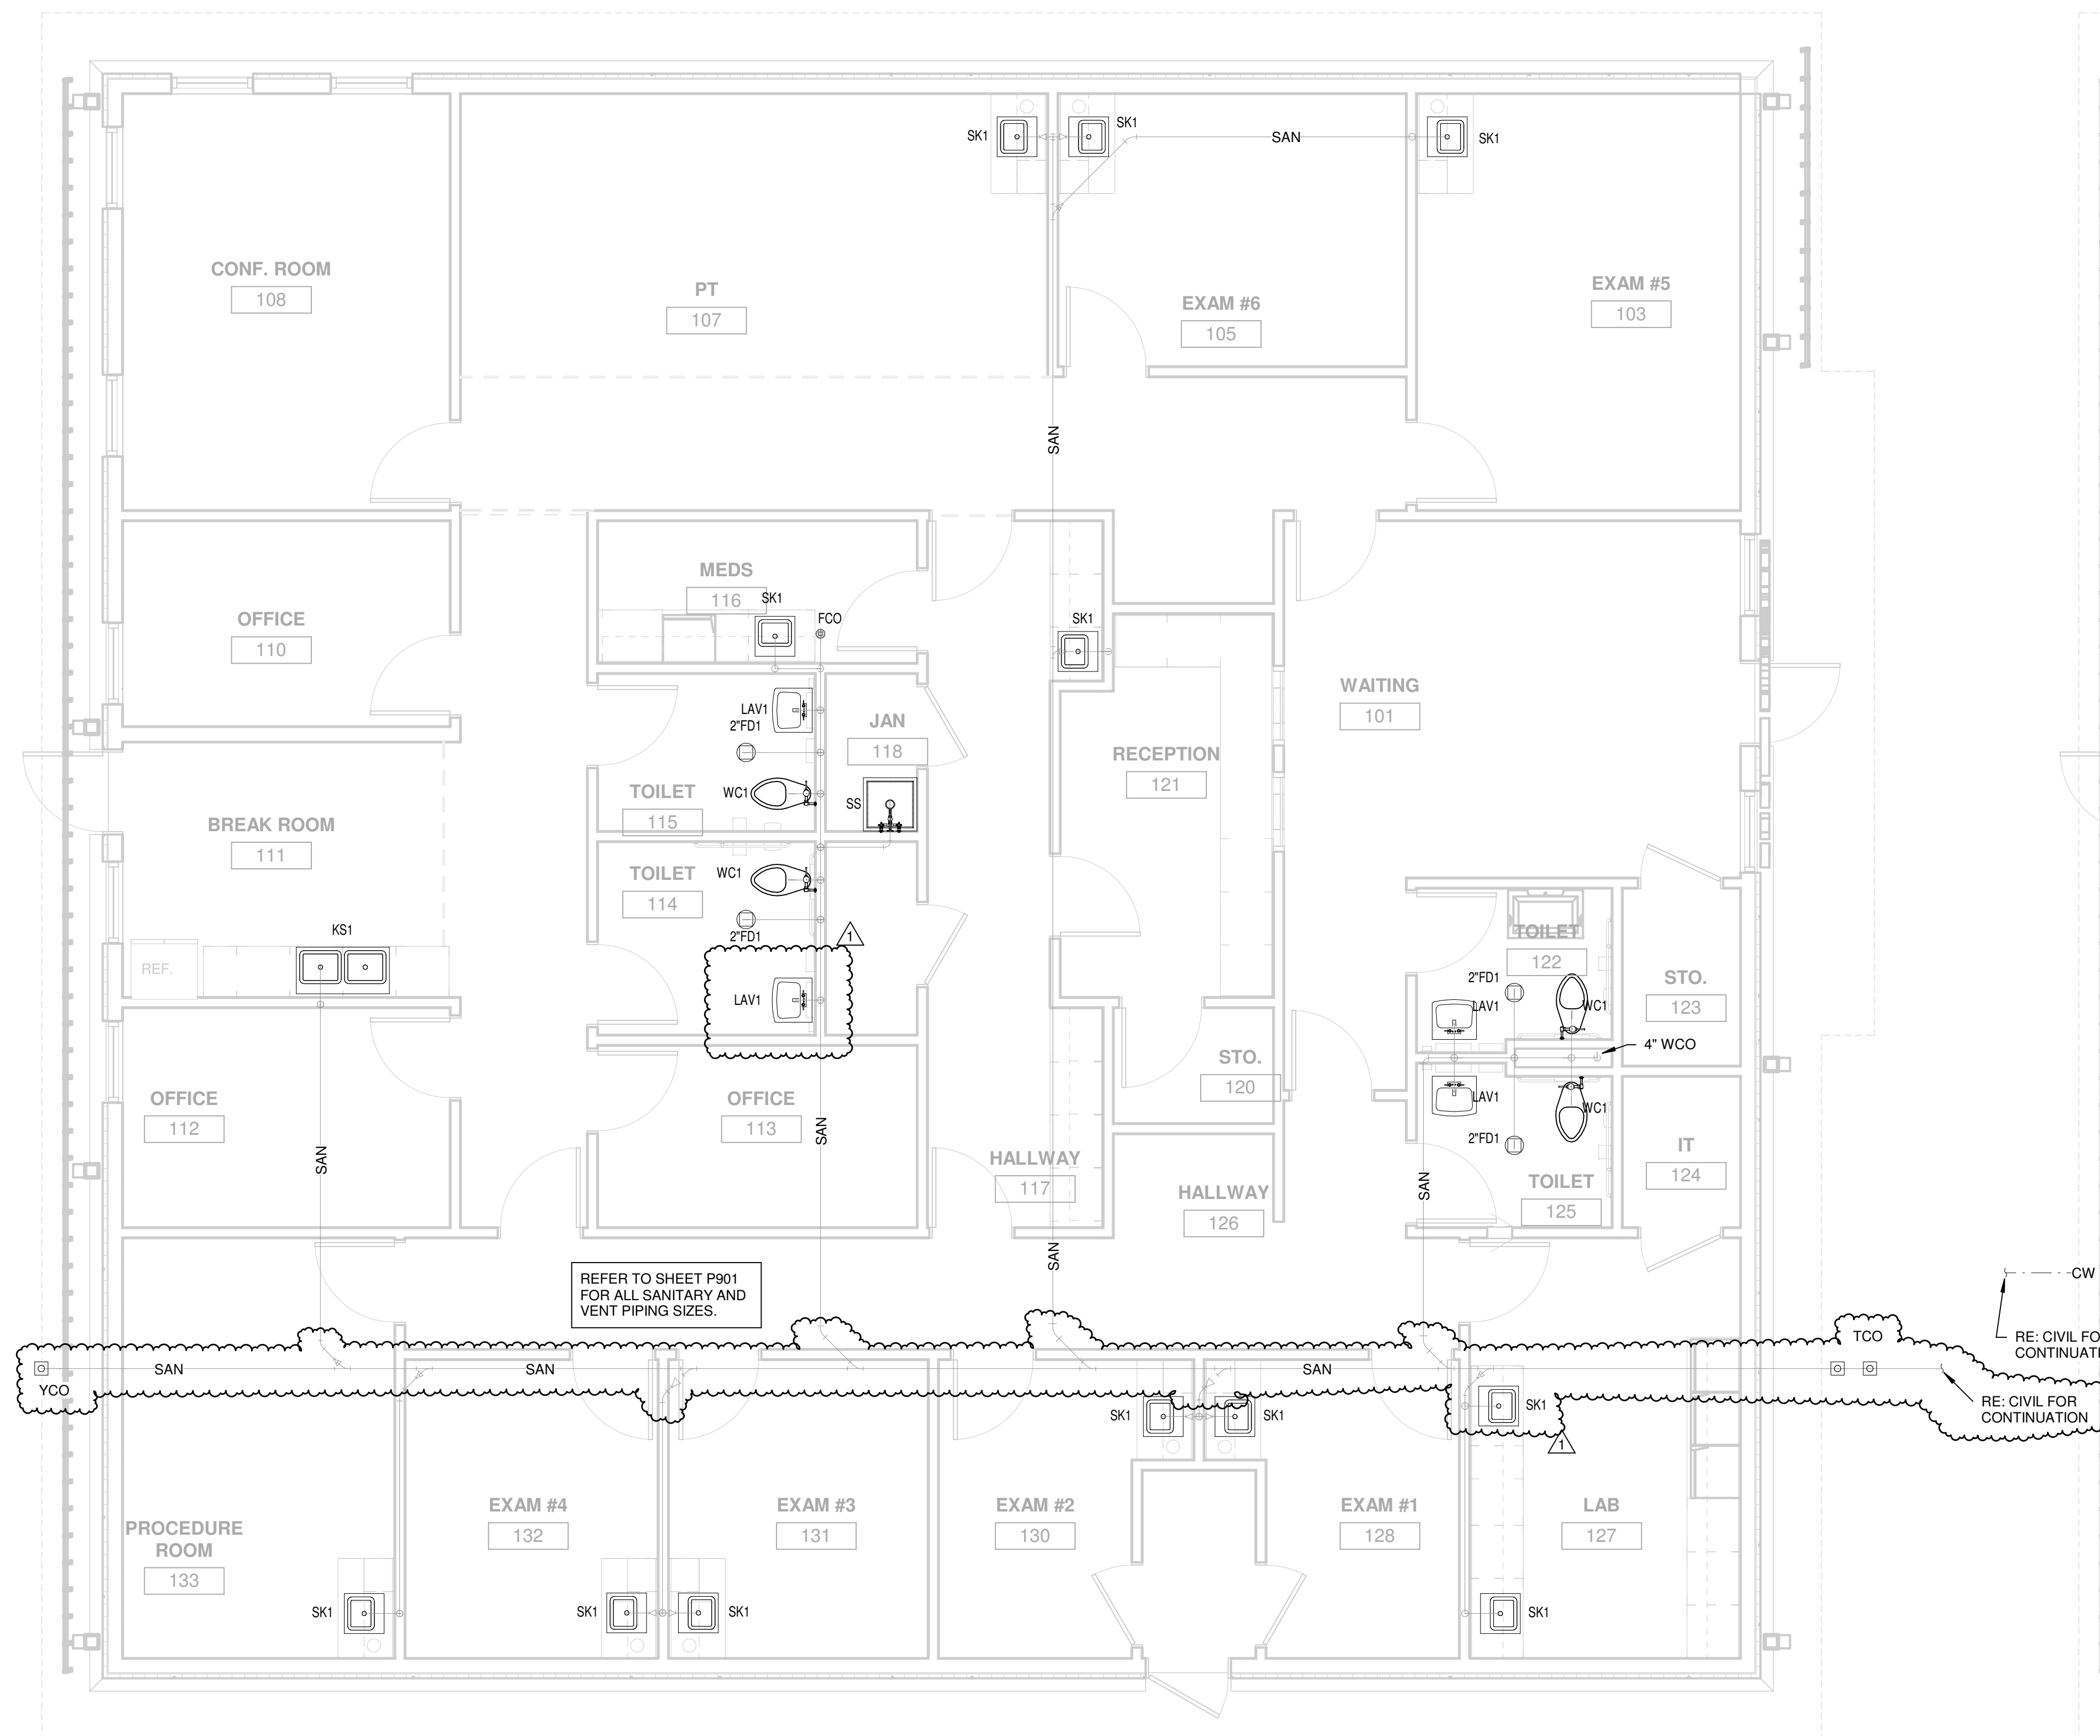 SK1
SK1
SAN
SK1
CONF. ROOM
108
PT
107
EXAM #6
105
EXAM #5
103
SAN
MEDS
116
SK1
FCO
SK1
OFFICE
110
LAV1
2"FD1
JAN
118
WAITING
101
RECEPTION
121
TOILET
115
WC1
SS
BREAK ROOM
111
TOILET
114
WC1
2"FD1
1
KS1
REF.
LAV1
TOILET
122
2"FD1
LAV1
WC1
STO.
123
4" WCO
STO.
120
OFFICE
112
OFFICE
113
SAN
SAN
LAV1
WC1
2"FD1
IT
124
HALLWAY
117
HALLWAY
126
SAN
TOILET
125
SAN
REFER TO SHEET P901
FOR ALL SANITARY AND
VENT PIPING SIZES.
CW
RE: CIVIL FO
CONTINUATI
TCO
SAN
SAN
SAN
YCO
RE: CIVIL FOR
CONTINUATION
SK1
SK1
SK1
1
PROCEDURE
ROOM
133
EXAM #4
132
EXAM #3
131
EXAM #2
130
EXAM #1
128
LAB
127
SK1
SK1
SK1
SK1